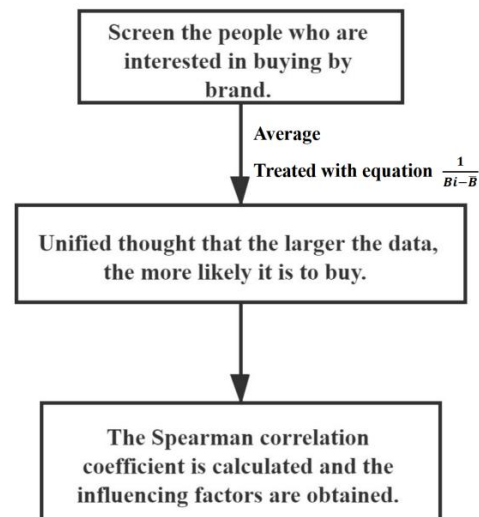 Screen the people who are
interested in buying by
brand.
Average
Treated with equation 1/(Bi−B̄)
Unified thought that the larger the data,
the more likely it is to buy.
The Spearman correlation
coefficient is calculated and the
influencing factors are obtained.